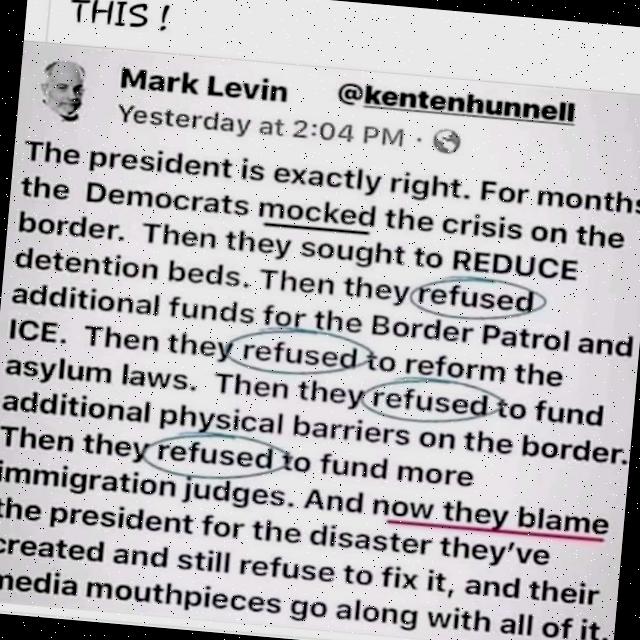 THIS !
Mark Levin @kentenhunnell
Yesterday at 2:04 PM ·
The president is exactly right. For months
the Democrats mocked the crisis on the
border. Then they sought to REDUCE
detention beds. Then they refused
additional funds for the Border Patrol and
ICE. Then they refused to reform the
asylum laws. Then they refused to fund
additional physical barriers on the border.
Then they refused to fund more
immigration judges. And now they blame
the president for the disaster they've
created and still refuse to fix it, and their
media mouthpieces go along with all of it.